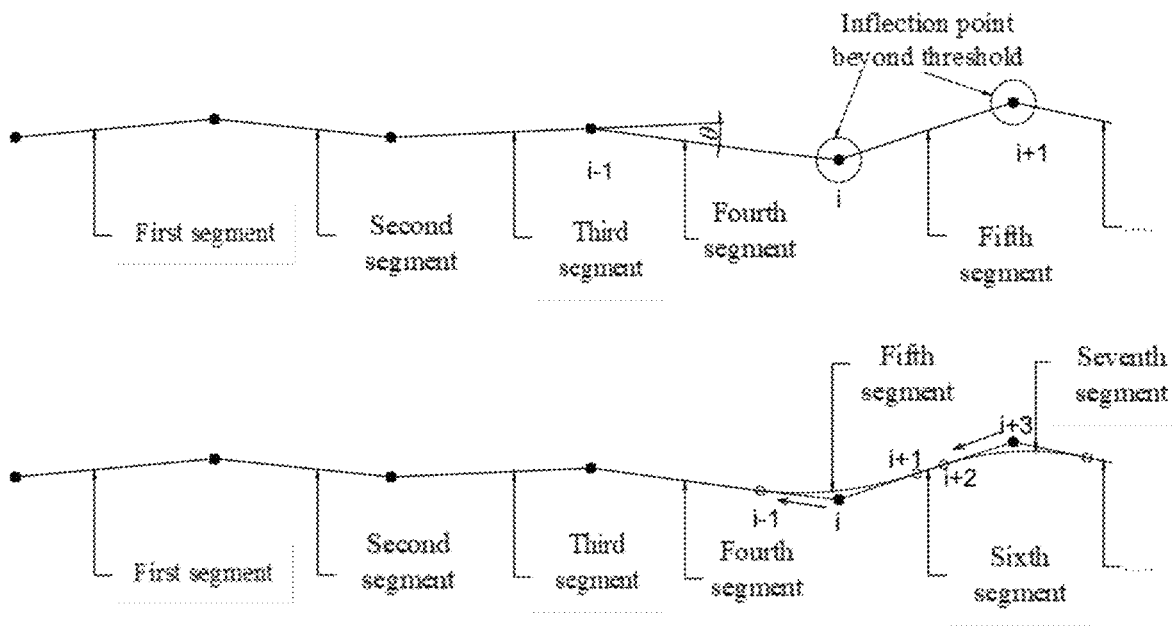 Inflection point
beyond threshold
θ
i-1
i
i+1
First segment
Second
segment
Third
segment
Fourth
segment
Fifth
segment
......
Fifth
segment
Seventh
segment
i+3
i+1
i+2
i-1
i
First segment
Second
segment
Third
segment
Fourth
segment
Sixth
segment
......